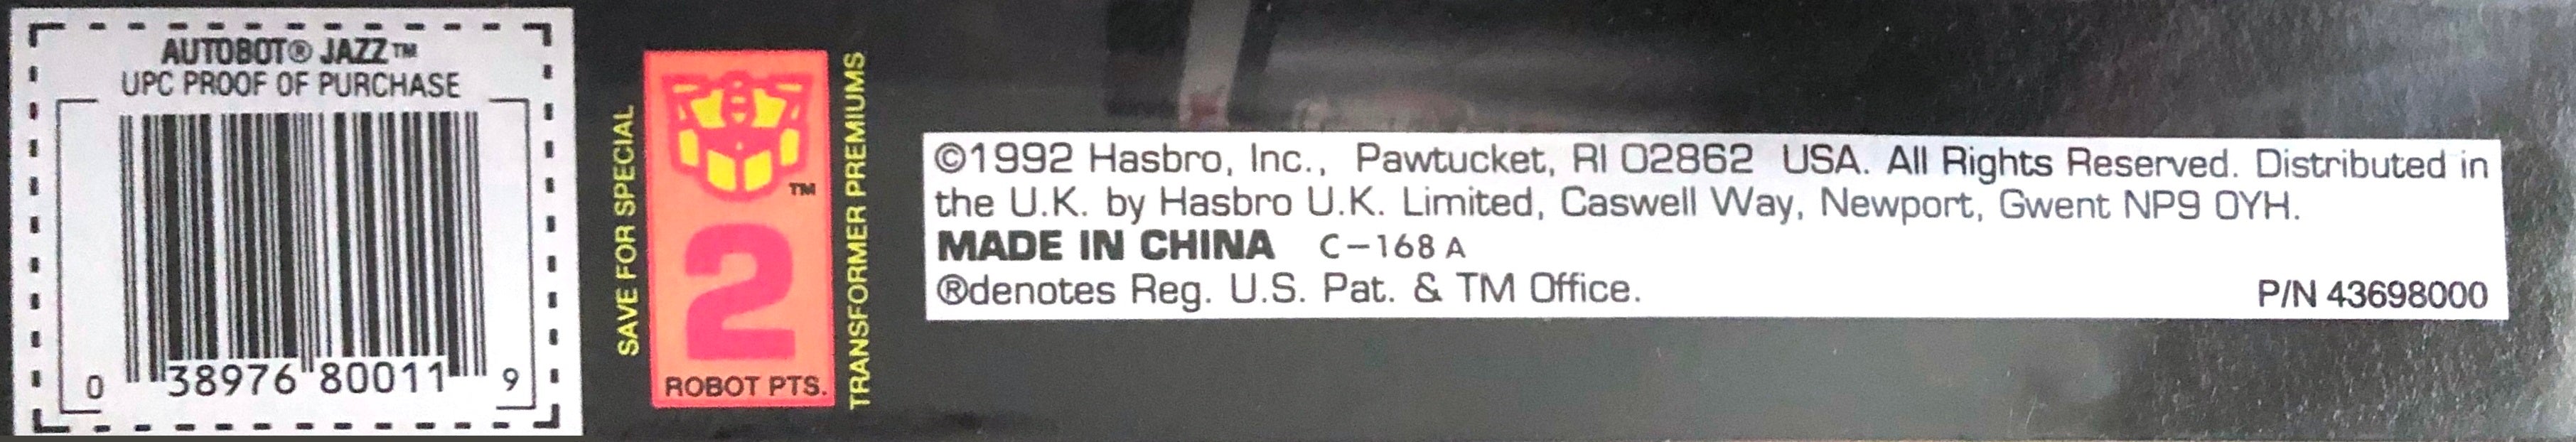 AUTOBOT® JAZZ™
UPC PROOF OF PURCHASE
0 38976 80011 9
SAVE FOR SPECIAL
™
2
ROBOT PTS.
TRANSFORMER PREMIUMS
©1992 Hasbro, Inc., Pawtucket, RI 02862 USA. All Rights Reserved. Distributed in
the U.K. by Hasbro U.K. Limited, Caswell Way, Newport, Gwent NP9 0YH.
MADE IN CHINA C-168 A
®denotes Reg. U.S. Pat. & TM Office.
P/N 43698000